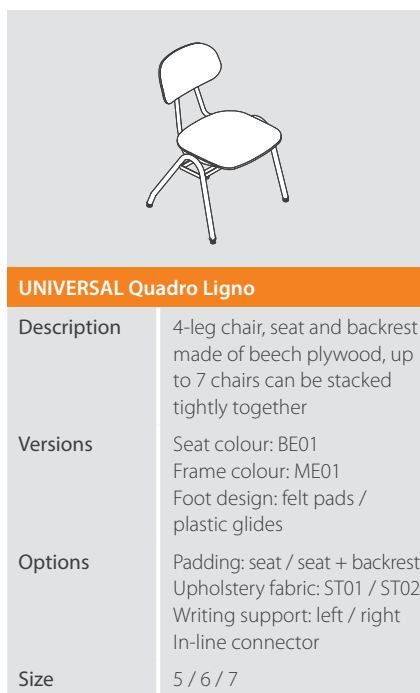 UNIVERSAL Quadro Ligno
Description
4-leg chair, seat and backrest
made of beech plywood, up
to 7 chairs can be stacked
tightly together
Versions
Seat colour: BE01
Frame colour: ME01
Foot design: felt pads /
plastic glides
Options
Padding: seat / seat + backrest
Upholstery fabric: ST01 / ST02
Writing support: left / right
In-line connector
Size
5 / 6 / 7